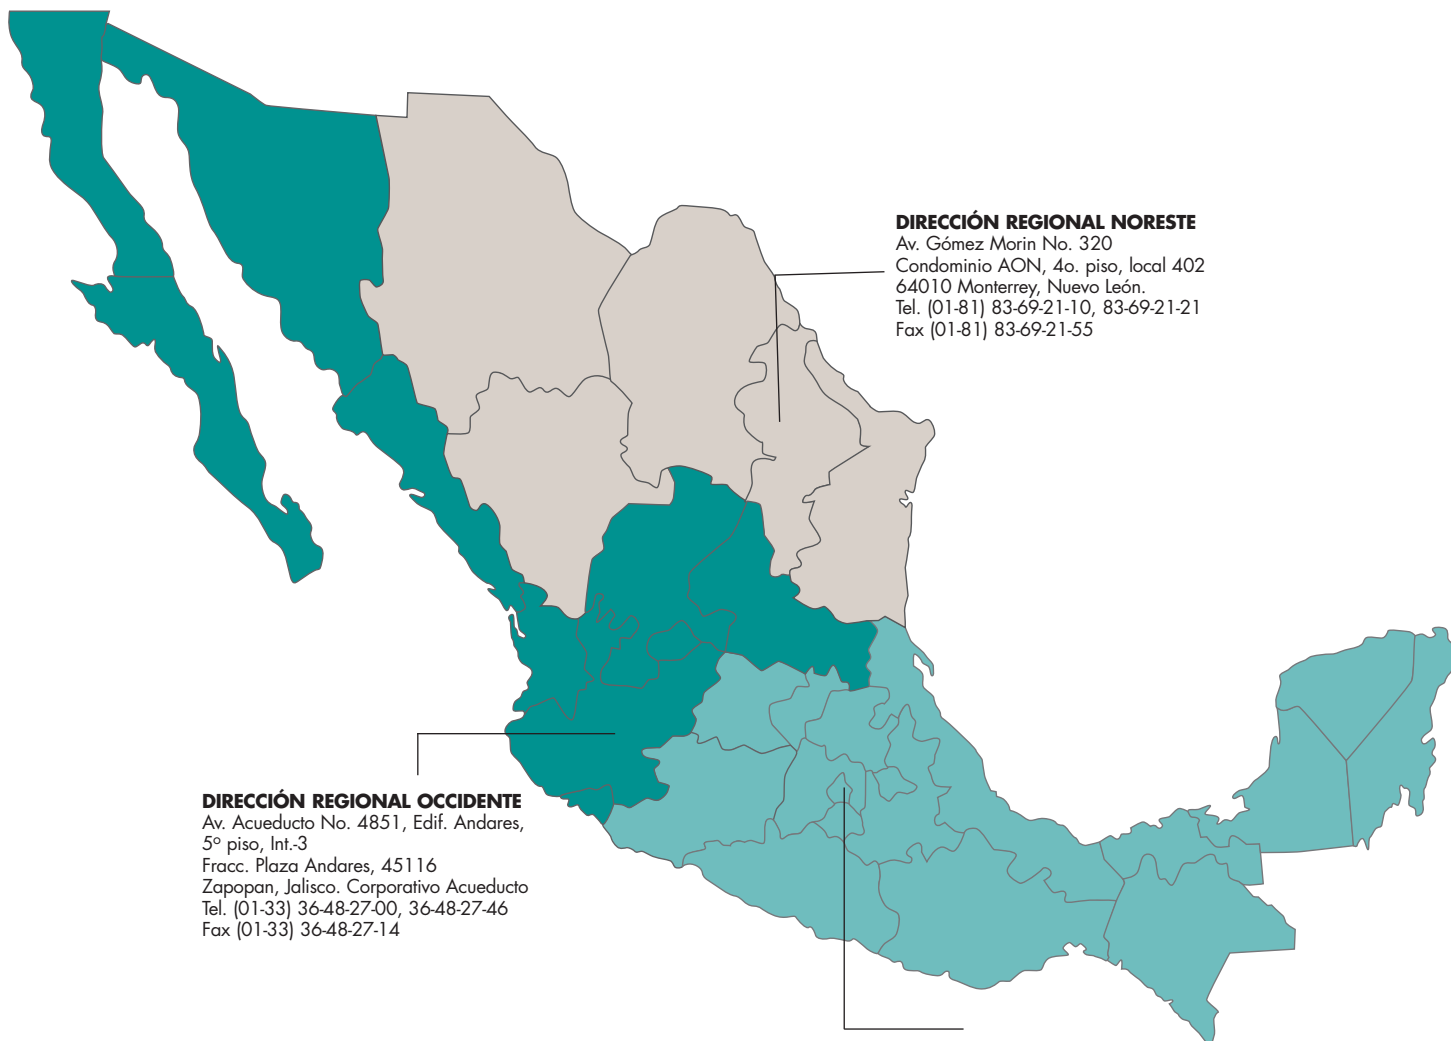 DIRECCIÓN REGIONAL NORESTE
Av. Gómez Morin No. 320
Condominio AON, 4o. piso, local 402
64010 Monterrey, Nuevo León.
Tel. (01-81) 83-69-21-10, 83-69-21-21
Fax (01-81) 83-69-21-55
DIRECCIÓN REGIONAL OCCIDENTE
Av. Acueducto No. 4851, Edif. Andares,
5º piso, Int.-3
Fracc. Plaza Andares, 45116
Zapopan, Jalisco. Corporativo Acueducto
Tel. (01-33) 36-48-27-00, 36-48-27-46
Fax (01-33) 36-48-27-14